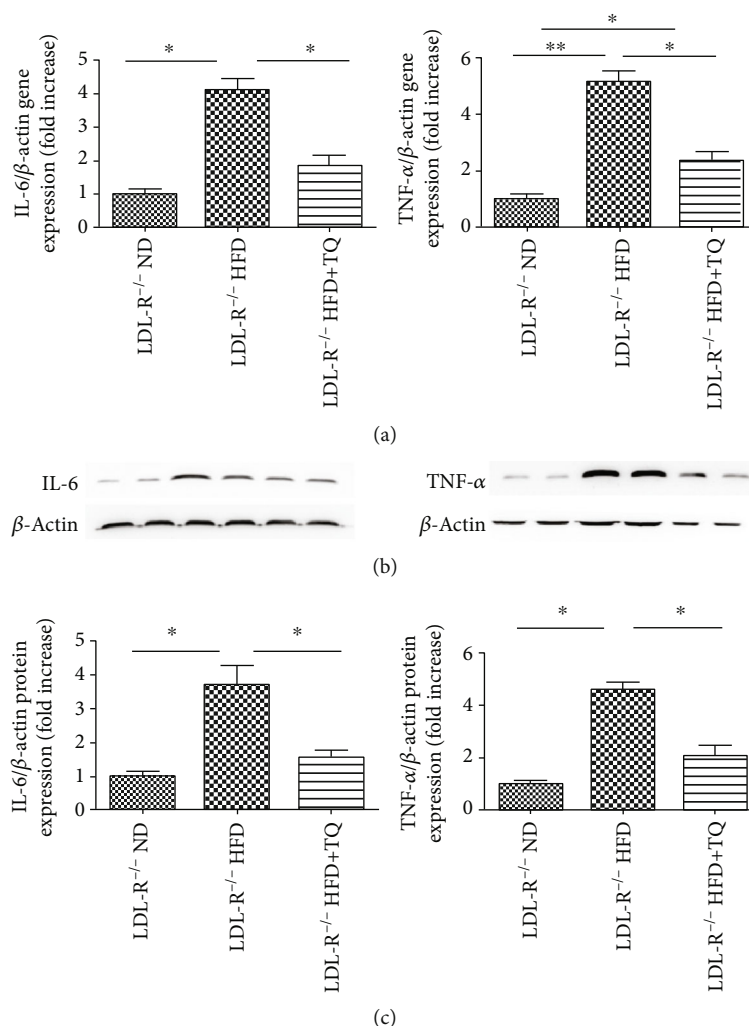 IL-6/β-actin gene
expression (fold increase)
5
4
3
2
1
0
*
*
LDL-R⁻/⁻ ND
LDL-R⁻/⁻ HFD
LDL-R⁻/⁻ HFD+TQ
TNF-α/β-actin gene
expression (fold increase)
6
4
2
0
*
**
*
LDL-R⁻/⁻ ND
LDL-R⁻/⁻ HFD
LDL-R⁻/⁻ HFD+TQ
(a)
IL-6
β-Actin
TNF-α
β-Actin
(b)
IL-6/β-actin protein
expression (fold increase)
5
4
3
2
1
0
*
*
LDL-R⁻/⁻ ND
LDL-R⁻/⁻ HFD
LDL-R⁻/⁻ HFD+TQ
TNF-α/β-actin protein
expression (fold increase)
6
4
2
0
*
*
LDL-R⁻/⁻ ND
LDL-R⁻/⁻ HFD
LDL-R⁻/⁻ HFD+TQ
(c)